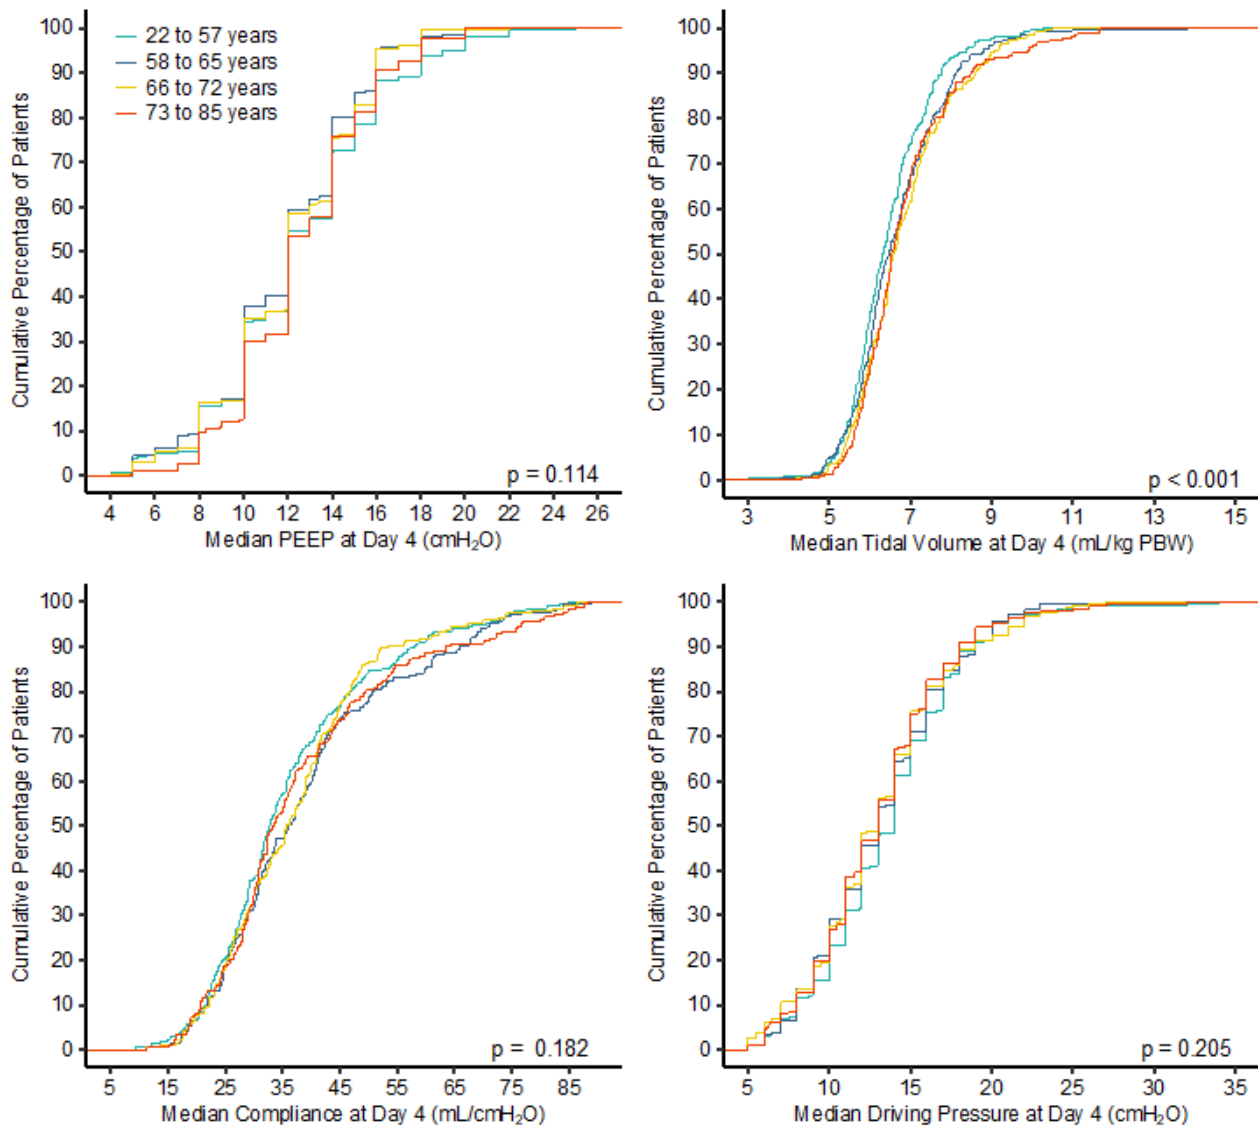 Cumulative Percentage of Patients
100
90
80
70
60
50
40
30
20
10
0
22 to 57 years
58 to 65 years
66 to 72 years
73 to 85 years
p = 0.114
4 6 8 10 12 14 16 18 20 22 24 26
Median PEEP at Day 4 (cmH₂O)
Cumulative Percentage of Patients
100
90
80
70
60
50
40
30
20
10
0
p < 0.001
3 5 7 9 11 13 15
Median Tidal Volume at Day 4 (mL/kg PBW)
Cumulative Percentage of Patients
100
90
80
70
60
50
40
30
20
10
0
p = 0.182
5 15 25 35 45 55 65 75 85
Median Compliance at Day 4 (mL/cmH₂O)
Cumulative Percentage of Patients
100
90
80
70
60
50
40
30
20
10
0
p = 0.205
5 10 15 20 25 30 35
Median Driving Pressure at Day 4 (cmH₂O)